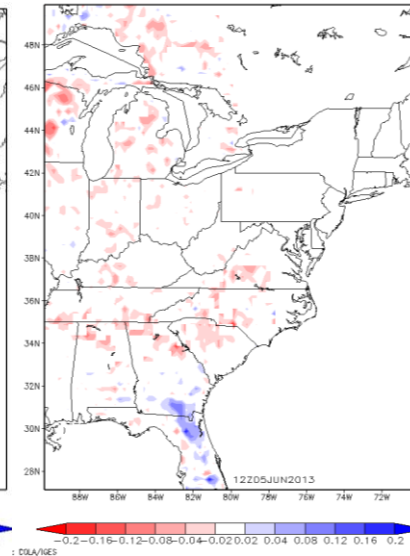 48N
46N
44N
42N
40N
38N
36N
34N
32N
30N
28N
12Z05JUN2013
88W 86W 84W 82W 80W 78W 76W 74W 72W
-0.2 -0.16 -0.12 -0.08 -0.04 -0.02 0.02 0.04 0.08 0.12 0.16 0.2
: COLA/IGES